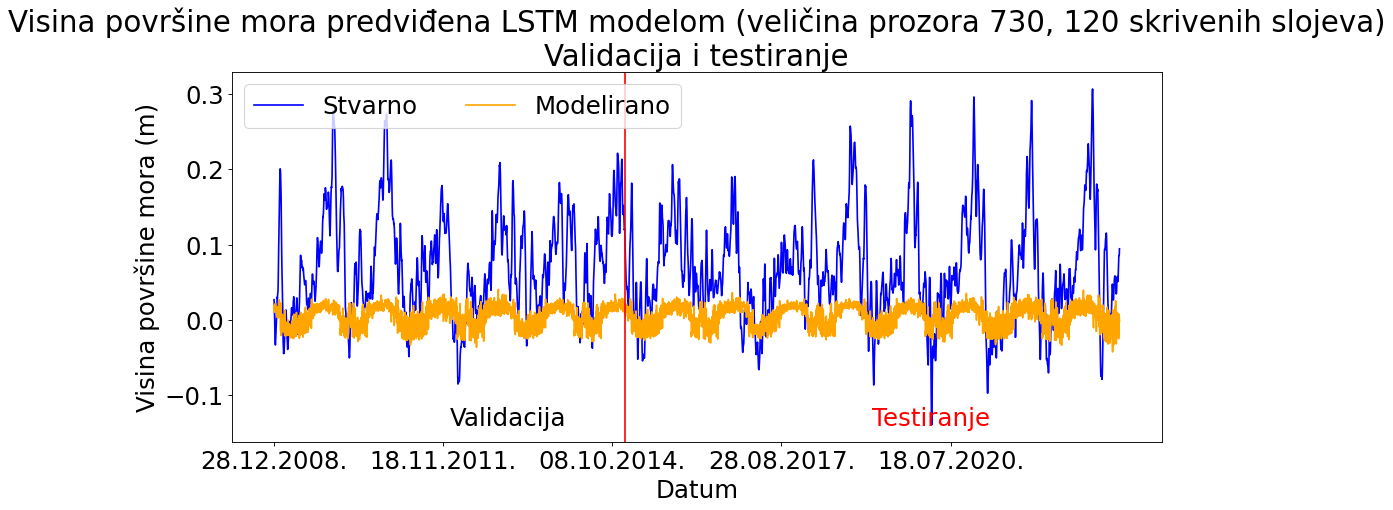 Visina površine mora predviđena LSTM modelom (veličina prozora 730, 120 skrivenih slojeva)
Validacija i testiranje
Stvarno Modelirano
Visina površine mora (m)
0.3
0.2
0.1
0.0
−0.1
Validacija Testiranje
28.12.2008. 18.11.2011. 08.10.2014. 28.08.2017. 18.07.2020.
Datum